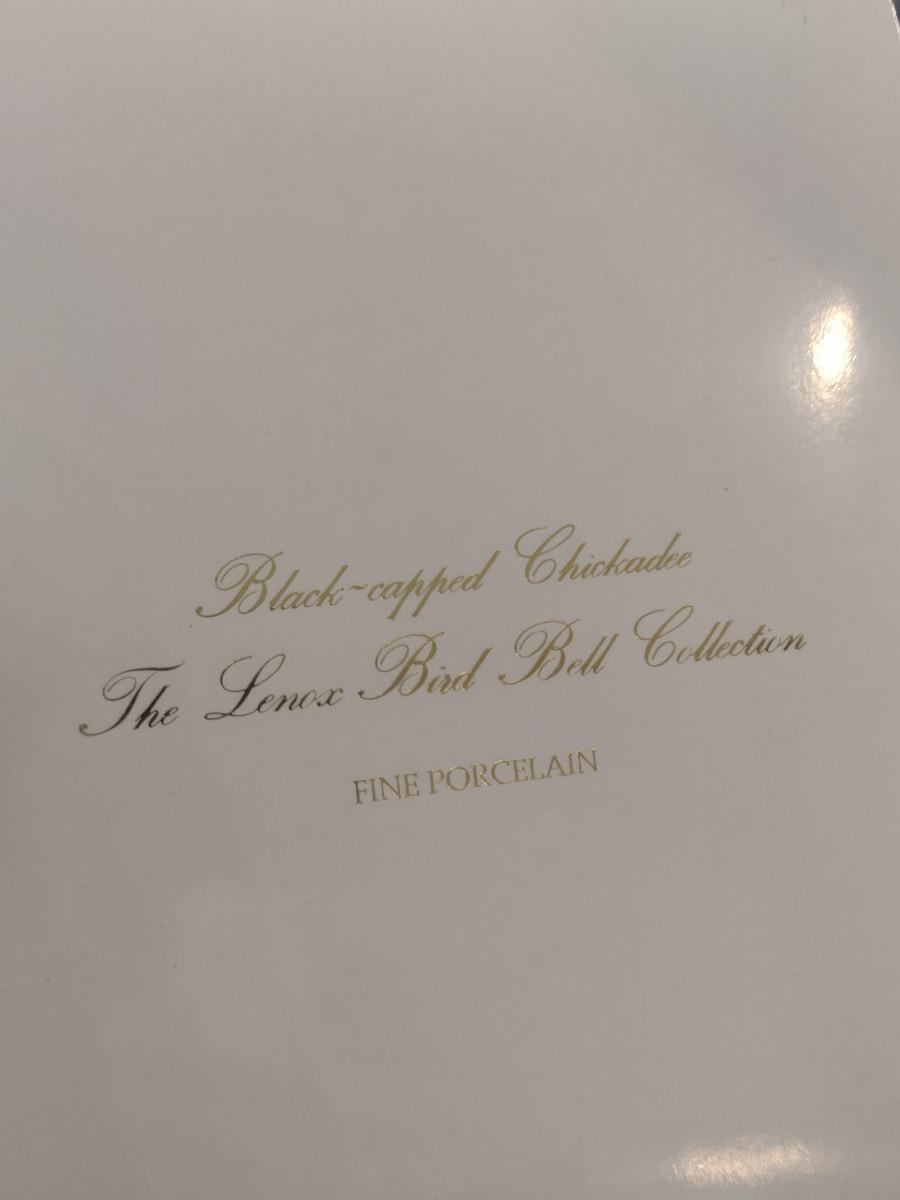 Black~capped Chickadee
The Lenox Bird Bell Collection
FINE PORCELAIN